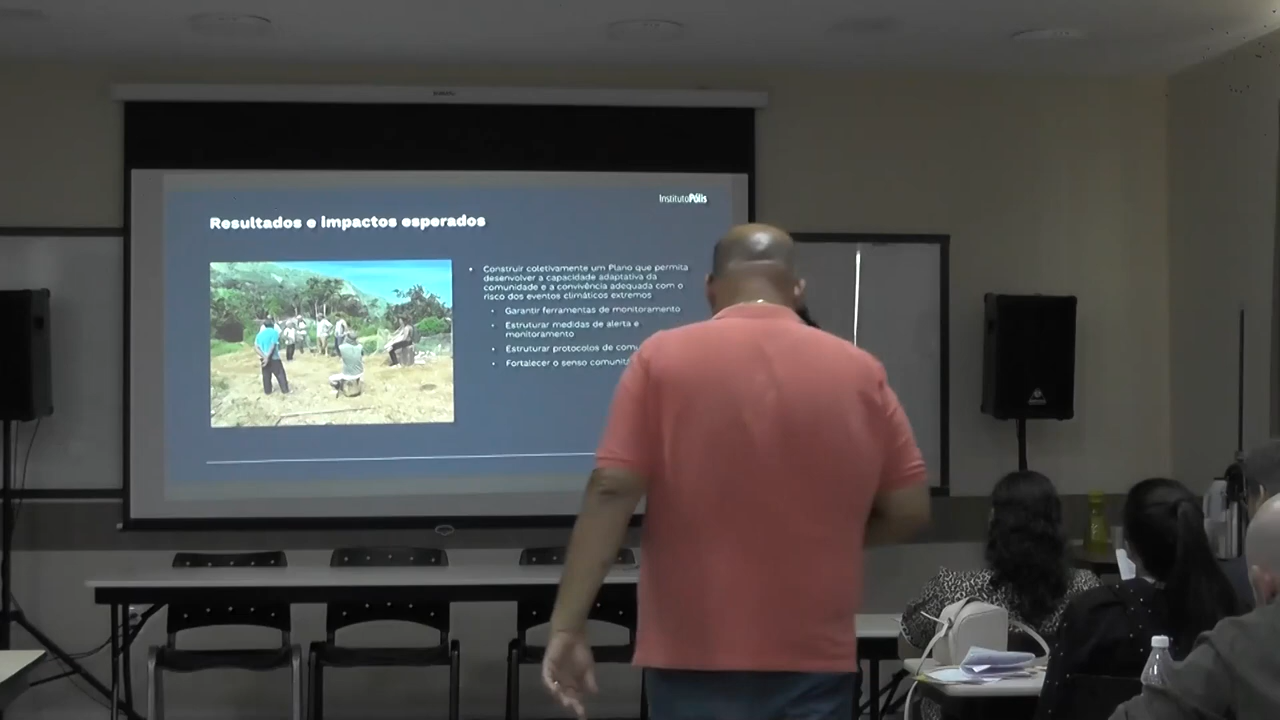 InstitutoPólis
Resultados e impactos esperados
• Construir coletivamente um Plano que permita
desenvolver a capacidade adaptativa da
comunidade e a convivência adequada com o
risco dos eventos climáticos extremos
• Garantir ferramentas de monitoramento
• Estruturar medidas de alerta e
monitoramento
• Estruturar protocolos de
• Fortalecer o senso